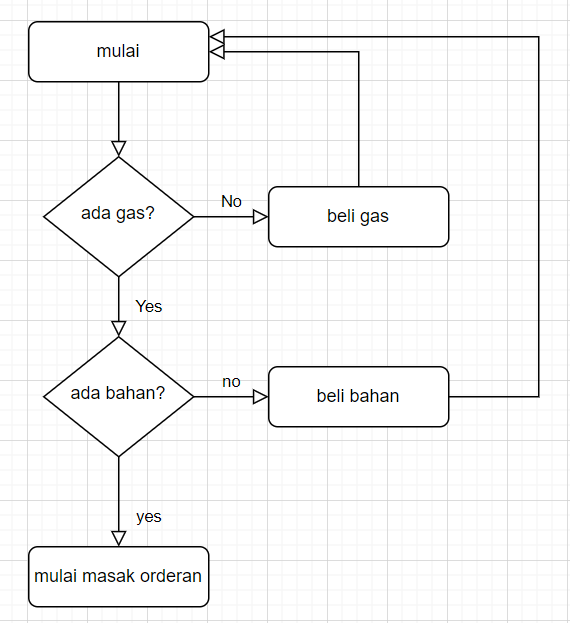 mulai
ada gas?
No
beli gas
Yes
ada bahan?
no
beli bahan
yes
mulai masak orderan